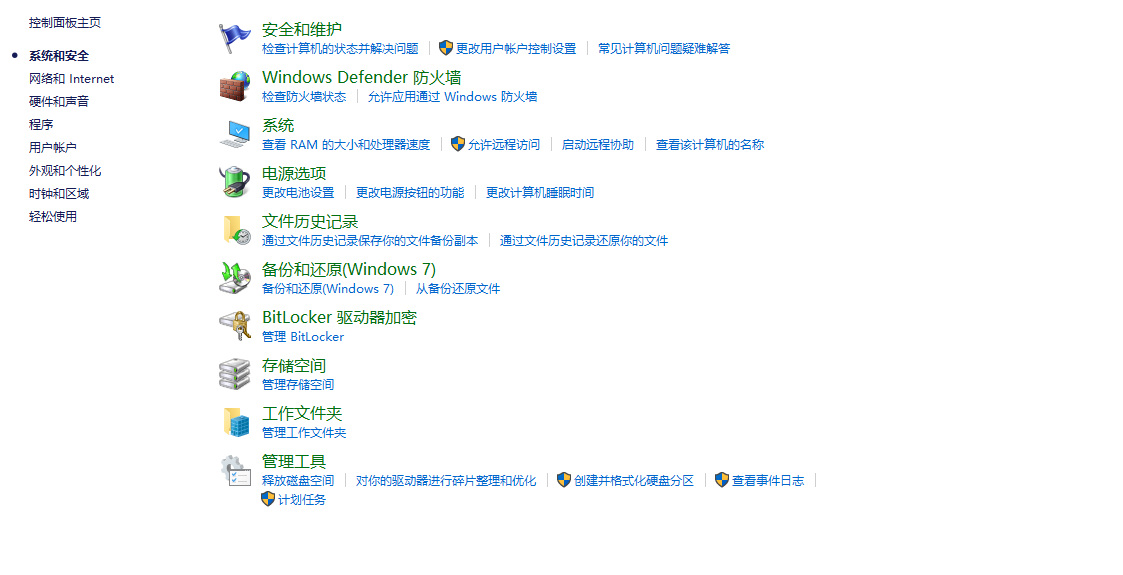 控制面板主页
系统和安全
网络和 Internet
硬件和声音
程序
用户帐户
外观和个性化
时钟和区域
轻松使用
安全和维护
检查计算机的状态并解决问题 更改用户帐户控制设置 常见计算机问题疑难解答
Windows Defender 防火墙
检查防火墙状态 允许应用通过 Windows 防火墙
系统
查看 RAM 的大小和处理器速度 允许远程访问 启动远程协助 查看该计算机的名称
电源选项
更改电池设置 更改电源按钮的功能 更改计算机睡眠时间
文件历史记录
通过文件历史记录保存你的文件备份副本 通过文件历史记录还原你的文件
备份和还原(Windows 7)
备份和还原(Windows 7) 从备份还原文件
BitLocker 驱动器加密
管理 BitLocker
存储空间
管理存储空间
工作文件夹
管理工作文件夹
管理工具
释放磁盘空间 对你的驱动器进行碎片整理和优化 创建并格式化硬盘分区 查看事件日志
计划任务